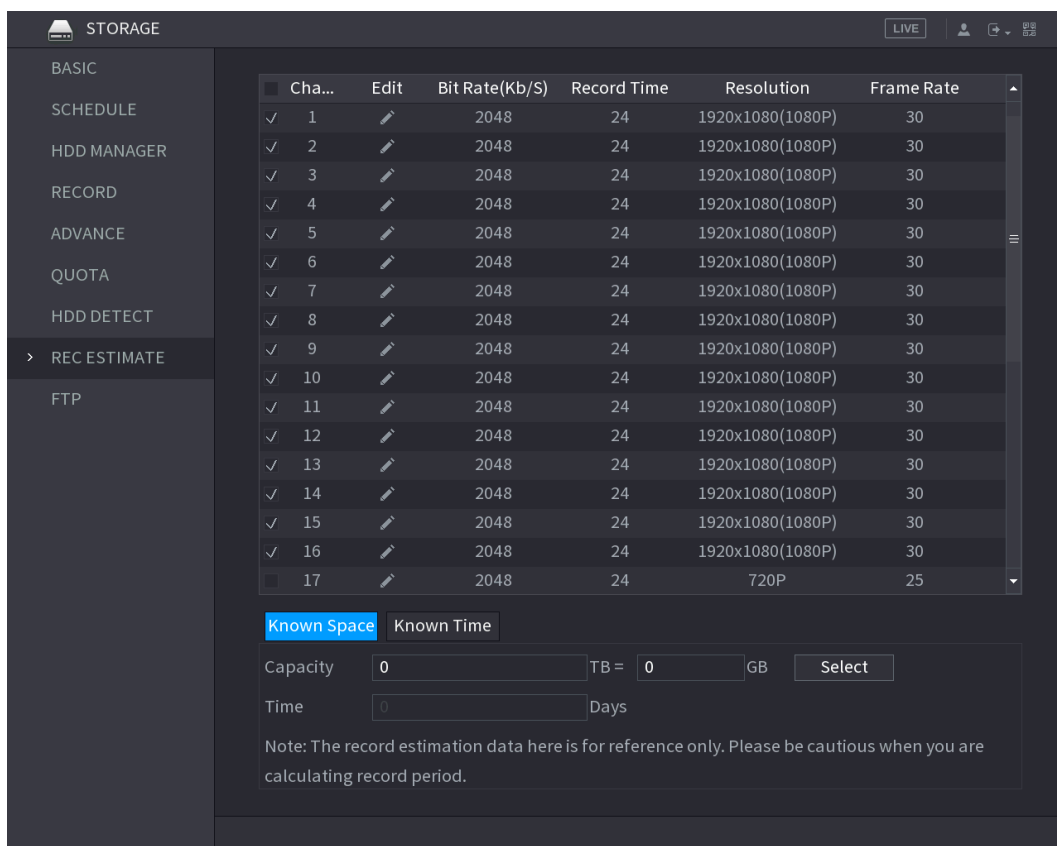 STORAGE LIVE
BASIC
SCHEDULE
HDD MANAGER
RECORD
ADVANCE
QUOTA
HDD DETECT
REC ESTIMATE
FTP
Cha... Edit Bit Rate(Kb/S) Record Time Resolution Frame Rate
1 2048 24 1920x1080(1080P) 30
2 2048 24 1920x1080(1080P) 30
3 2048 24 1920x1080(1080P) 30
4 2048 24 1920x1080(1080P) 30
5 2048 24 1920x1080(1080P) 30
6 2048 24 1920x1080(1080P) 30
7 2048 24 1920x1080(1080P) 30
8 2048 24 1920x1080(1080P) 30
9 2048 24 1920x1080(1080P) 30
10 2048 24 1920x1080(1080P) 30
11 2048 24 1920x1080(1080P) 30
12 2048 24 1920x1080(1080P) 30
13 2048 24 1920x1080(1080P) 30
14 2048 24 1920x1080(1080P) 30
15 2048 24 1920x1080(1080P) 30
16 2048 24 1920x1080(1080P) 30
17 2048 24 720P 25
Known Space Known Time
Capacity 0 TB = 0 GB Select
Time 0 Days
Note: The record estimation data here is for reference only. Please be cautious when you are
calculating record period.